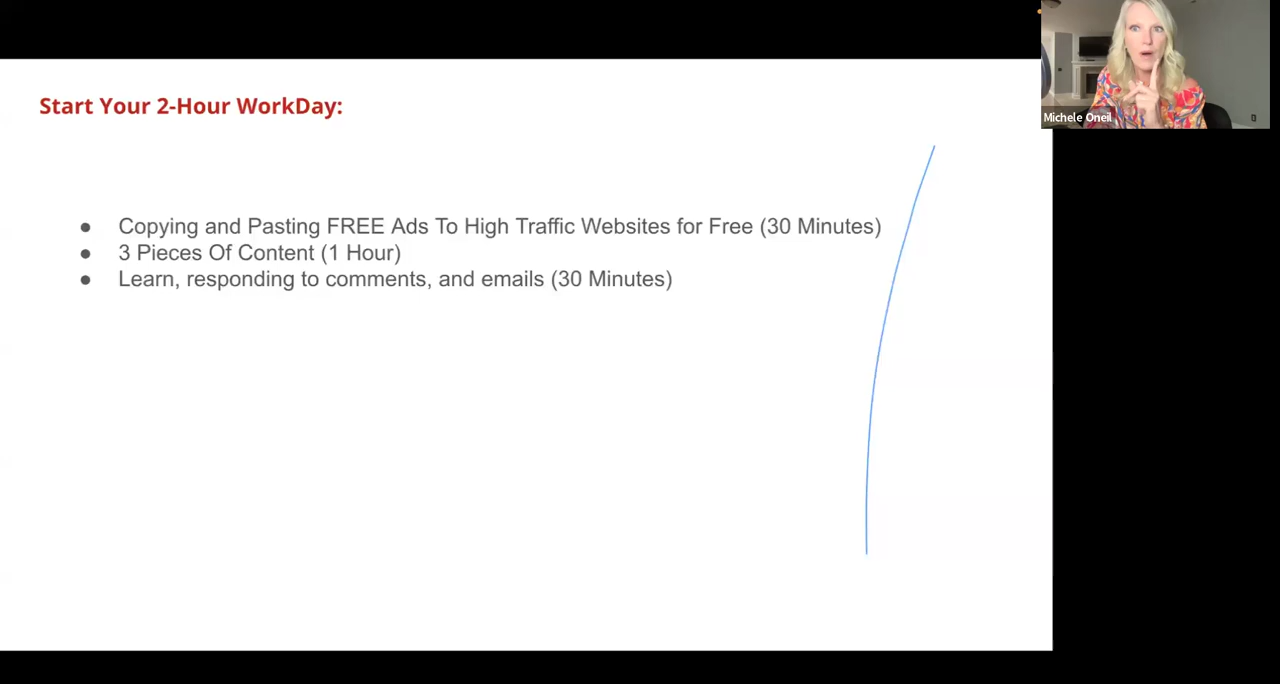 Start Your 2-Hour WorkDay:
● Copying and Pasting FREE Ads To High Traffic Websites for Free (30 Minutes)
● 3 Pieces Of Content (1 Hour)
● Learn, responding to comments, and emails (30 Minutes)
Michele Oneil